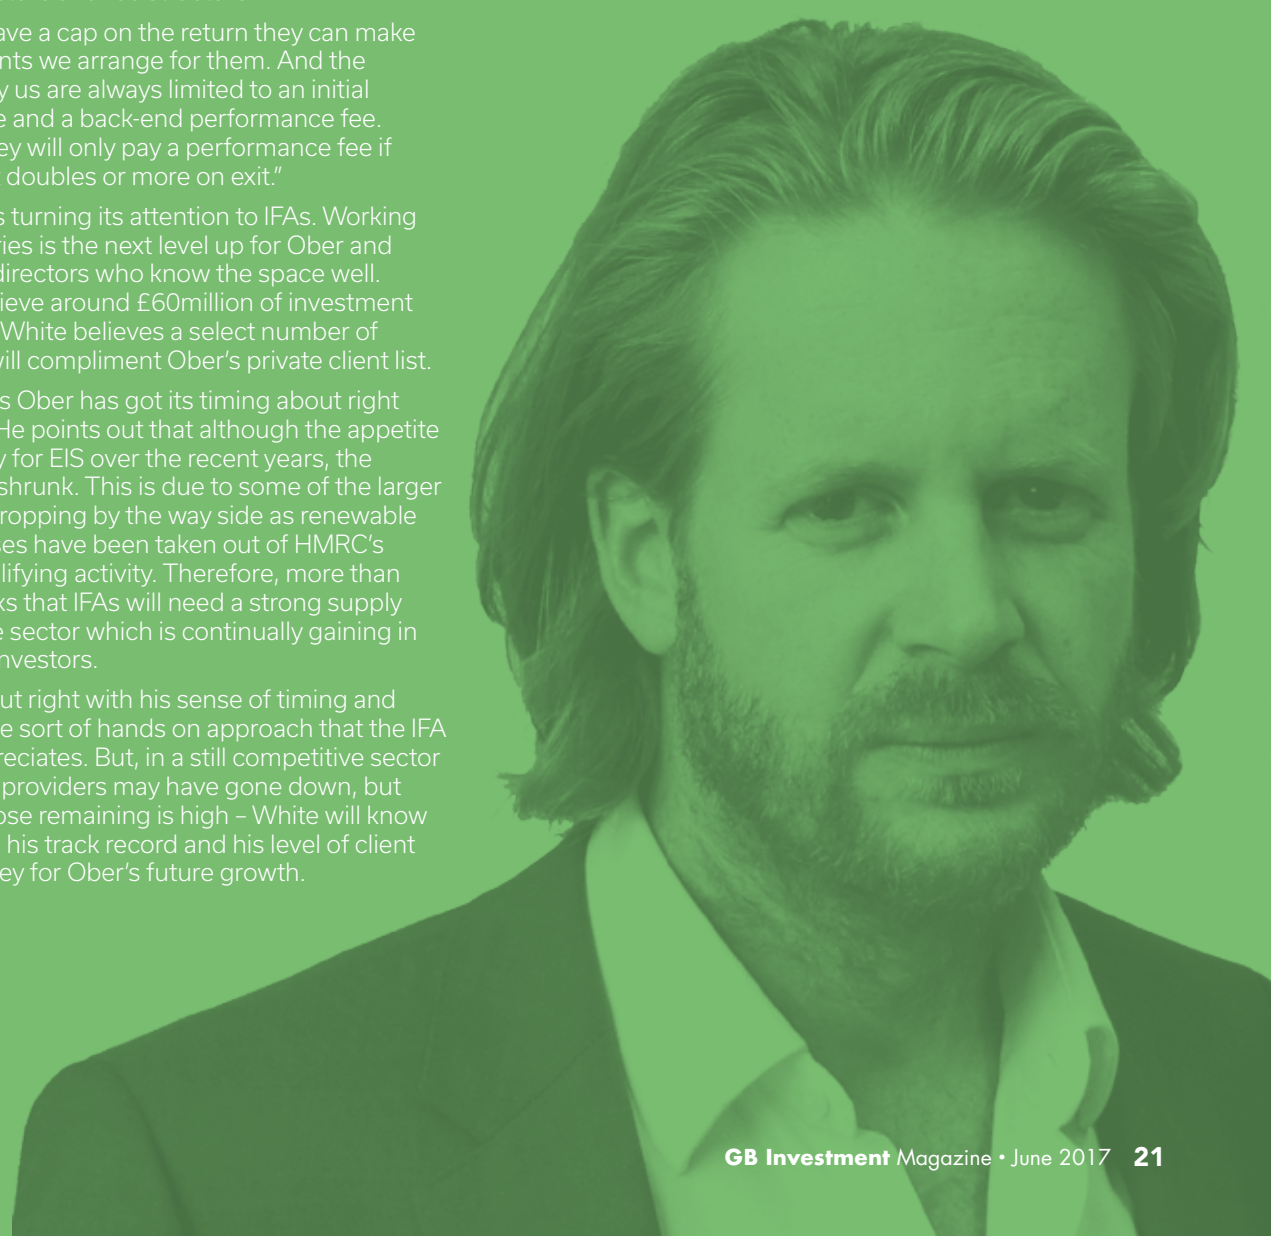 ave a cap on the return they can make
nts we arrange for them. And the
y us are always limited to an initial
e and a back-end performance fee.
ey will only pay a performance fee if
doubles or more on exit.”
s turning its attention to IFAs. Working
ries is the next level up for Ober and
directors who know the space well.
ieve around £60million of investment
White believes a select number of
will compliment Ober’s private client list.
s Ober has got its timing about right
He points out that although the appetite
y for EIS over the recent years, the
shrunk. This is due to some of the larger
ropping by the way side as renewable
ses have been taken out of HMRC’s
lifying activity. Therefore, more than
ks that IFAs will need a strong supply
e sector which is continually gaining in
nvestors.
ut right with his sense of timing and
e sort of hands on approach that the IFA
reciates. But, in a still competitive sector
providers may have gone down, but
ose remaining is high – White will know
his track record and his level of client
ey for Ober’s future growth.
GB Investment Magazine • June 2017 21